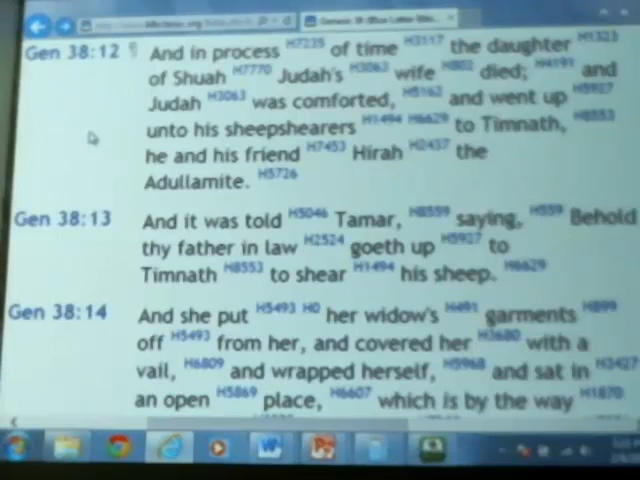 Genesis 38 (Blue Letter
Gen 38:12 ¶ And in process H7235 of time H3117 the daughter H1323
of Shuah H7770 Judah's H3063 wife H802 died; H4191 and
Judah H3063 was comforted, H5162 and went up H5927
unto his sheepshearers H1494 H6629 to Timnath, H8553
he and his friend H7453 Hirah H2437 the
Adullamite. H5726
Gen 38:13 And it was told H5046 Tamar, H8559 saying, H559 Behold
thy father in law H2524 goeth up H5927 to
Timnath H8553 to shear H1494 his sheep. H6629
Gen 38:14 And she put H5493 H0 her widow's H491 garments H899
off H5493 from her, and covered her H3680 with a
vail, H6809 and wrapped herself, H5968 and sat in H3427
an open H5869 place, H6607 which is by the way H1870